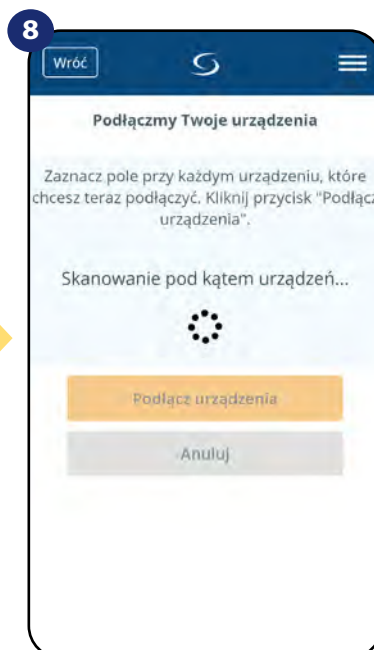 8
Wróć
Podłączmy Twoje urządzenia
Zaznacz pole przy każdym urządzeniu, które
chcesz teraz podłączyć. Kliknij przycisk "Podłącz
urządzenia".
Skanowanie pod kątem urządzeń...
Podłącz urządzenia
Anuluj